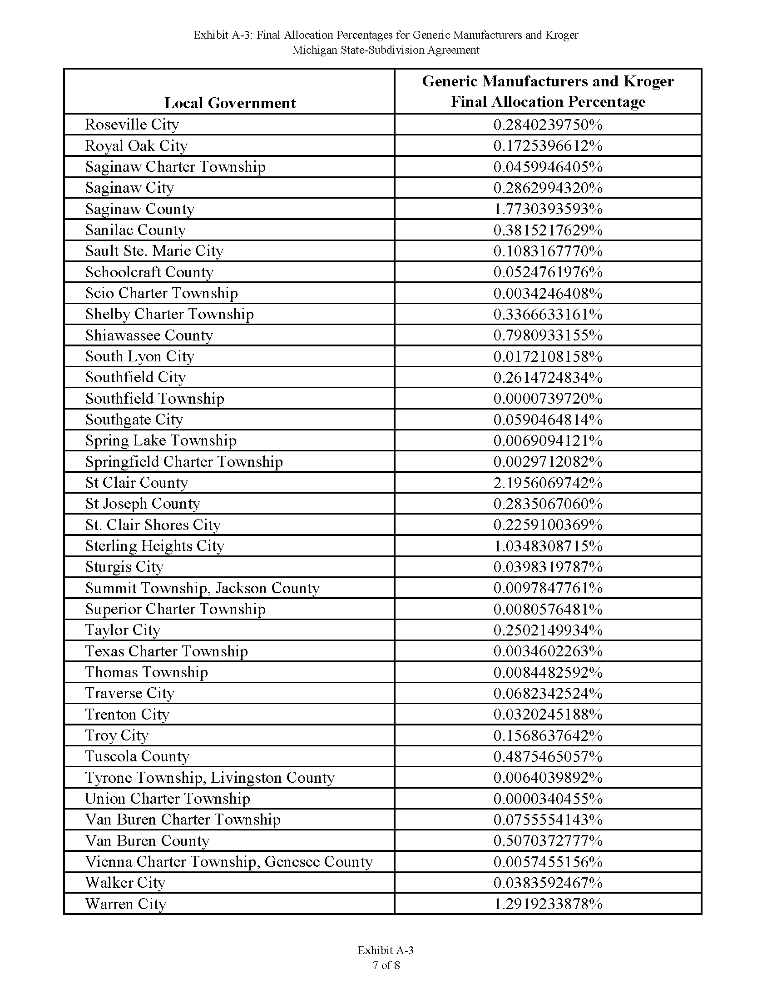 Exhibit A-3: Final Allocation Percentages for Generic Manufacturers and Kroger
Michigan State-Subdivision Agreement
Local Government
Generic Manufacturers and Kroger
Final Allocation Percentage
Roseville City 0.2840239750%
Royal Oak City 0.1725396612%
Saginaw Charter Township 0.0459946405%
Saginaw City 0.2862994320%
Saginaw County 1.7730393593%
Sanilac County 0.3815217629%
Sault Ste. Marie City 0.1083167770%
Schoolcraft County 0.0524761976%
Scio Charter Township 0.0034246408%
Shelby Charter Township 0.3366633161%
Shiawassee County 0.7980933155%
South Lyon City 0.0172108158%
Southfield City 0.2614724834%
Southfield Township 0.0000739720%
Southgate City 0.0590464814%
Spring Lake Township 0.0069094121%
Springfield Charter Township 0.0029712082%
St Clair County 2.1956069742%
St Joseph County 0.2835067060%
St. Clair Shores City 0.2259100369%
Sterling Heights City 1.0348308715%
Sturgis City 0.0398319787%
Summit Township, Jackson County 0.0097847761%
Superior Charter Township 0.0080576481%
Taylor City 0.2502149934%
Texas Charter Township 0.0034602263%
Thomas Township 0.0084482592%
Traverse City 0.0682342524%
Trenton City 0.0320245188%
Troy City 0.1568637642%
Tuscola County 0.4875465057%
Tyrone Township, Livingston County 0.0064039892%
Union Charter Township 0.0000340455%
Van Buren Charter Township 0.0755554143%
Van Buren County 0.5070372777%
Vienna Charter Township, Genesee County 0.0057455156%
Walker City 0.0383592467%
Warren City 1.2919233878%
Exhibit A-3
7 of 8